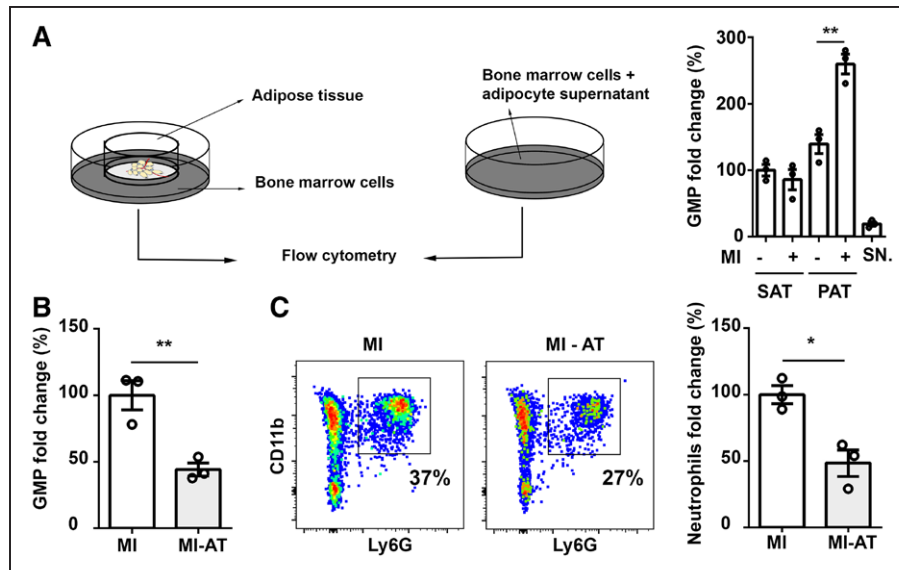 A
Adipose tissue
Bone marrow cells
Bone marrow cells +
adipocyte supernatant
Flow cytometry
GMP fold change (%)
300
200
100
0
**
MI - + - + SN.
SAT PAT
B
GMP fold change (%)
150
100
50
0
**
MI MI-AT
C
MI MI - AT
CD11b
37% 27%
Ly6G Ly6G
Neutrophils fold change (%)
150
100
50
0
*
MI MI-AT